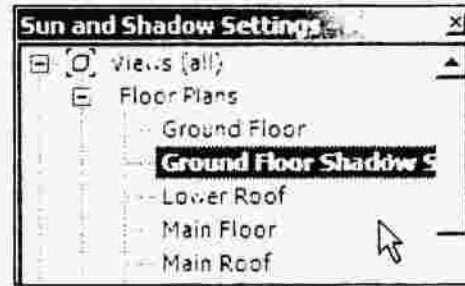 Sun and Shadow Settings
Views (all)
Floor Plans
Ground Floor
Ground Floor Shadow S
Lower Roof
Main Floor
Main Roof